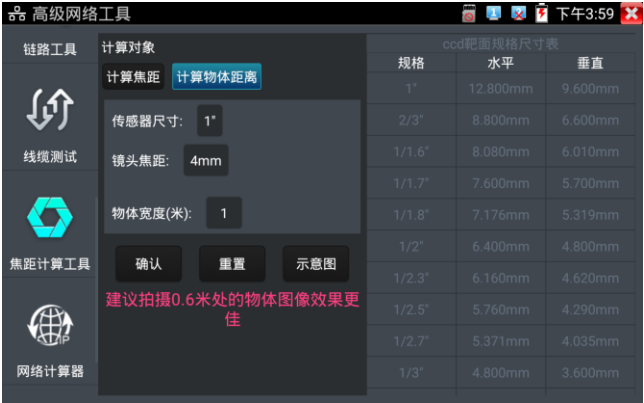 高级网络工具
下午3:59
链路工具
线缆测试
焦距计算工具
IP
网络计算器
计算对象
计算焦距 计算物体距离
传感器尺寸: 1"
镜头焦距: 4mm
物体宽度(米): 1
确认 重置 示意图
建议拍摄0.6米处的物体图像效果更
佳
ccd靶面规格尺寸表
规格 水平 垂直
1" 12.800mm 9.600mm
2/3" 8.800mm 6.600mm
1/1.6" 8.080mm 6.010mm
1/1.7" 7.600mm 5.700mm
1/1.8" 7.176mm 5.319mm
1/2" 6.400mm 4.800mm
1/2.3" 6.160mm 4.620mm
1/2.5" 5.760mm 4.290mm
1/2.7" 5.371mm 4.035mm
1/3" 4.800mm 3.600mm